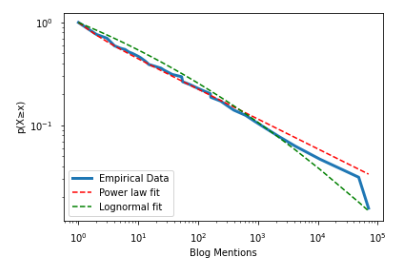 10⁰
10⁻¹
p(X≥x)
Empirical Data
Power law fit
Lognormal fit
10⁰ 10¹ 10² 10³ 10⁴ 10⁵
Blog Mentions